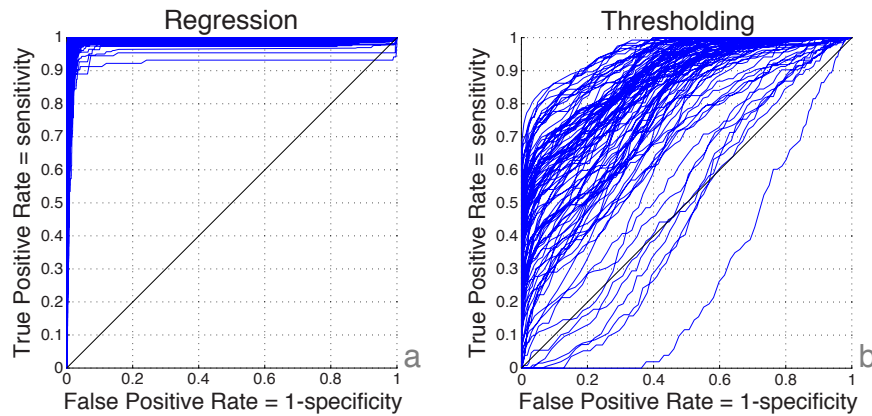 Regression
True Positive Rate = sensitivity
1
0.9
0.8
0.7
0.6
0.5
0.4
0.3
0.2
0.1
0
0 0.2 0.4 0.6 0.8 1
False Positive Rate = 1-specificity
a
Thresholding
True Positive Rate = sensitivity
1
0.9
0.8
0.7
0.6
0.5
0.4
0.3
0.2
0.1
0
0 0.2 0.4 0.6 0.8 1
False Positive Rate = 1-specificity
b